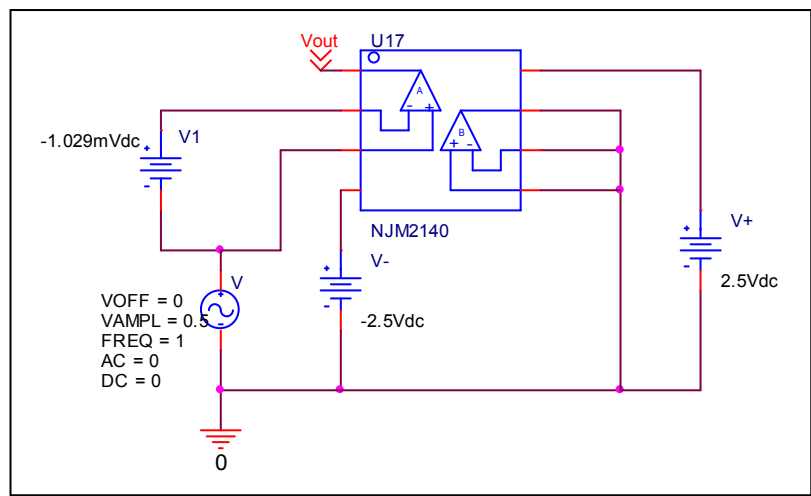 Vout
U17
A
- +
B
+ -
-1.029mVdc
+
V1
-
NJM2140
V+
+
-
2.5Vdc
V-
+
-
-2.5Vdc
V
+
-
VOFF = 0
VAMPL = 0.5
FREQ = 1
AC = 0
DC = 0
0